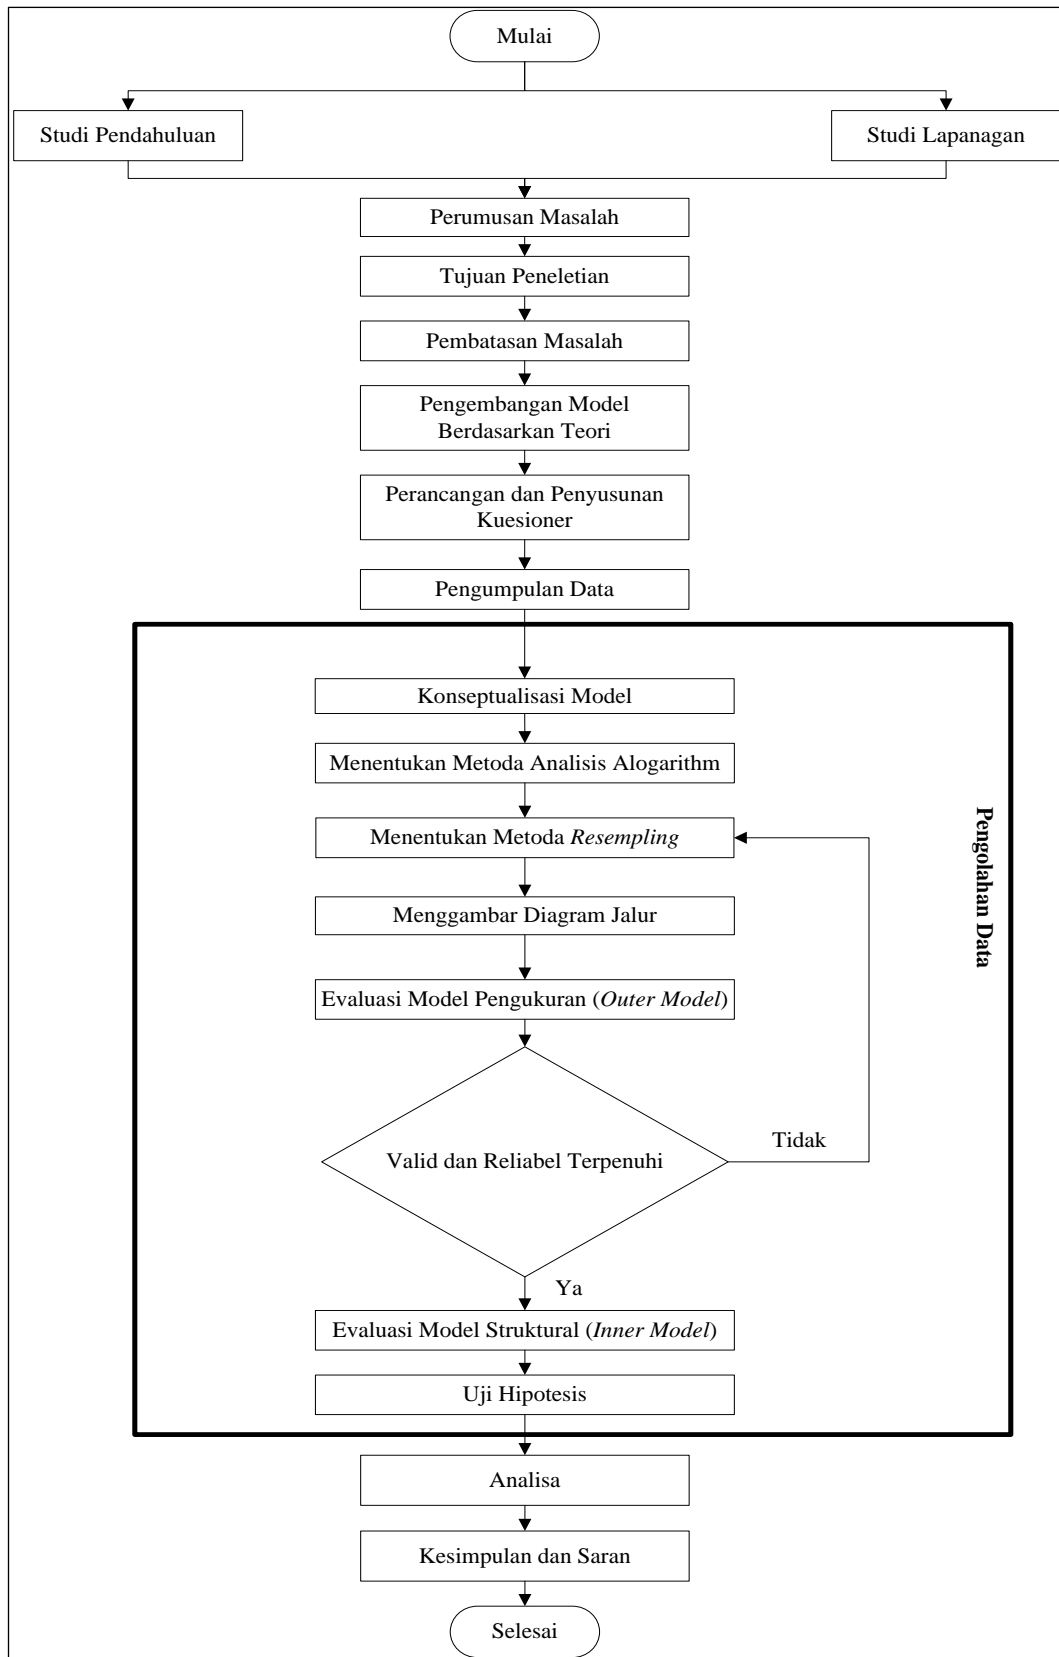 Mulai
Studi Pendahuluan
Studi Lapanagan
Perumusan Masalah
Tujuan Peneletian
Pembatasan Masalah
Pengembangan Model
Berdasarkan Teori
Perancangan dan Penyusunan
Kuesioner
Pengumpulan Data
Konseptualisasi Model
Menentukan Metoda Analisis Alogarithm
Menentukan Metoda Resempling
Pengolahan Data
Menggambar Diagram Jalur
Evaluasi Model Pengukuran (Outer Model)
Valid dan Reliabel Terpenuhi
Tidak
Ya
Evaluasi Model Struktural (Inner Model)
Uji Hipotesis
Analisa
Kesimpulan dan Saran
Selesai